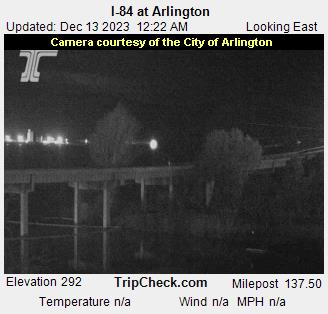 I-84 at Arlington
Updated: Dec 13 2023 12:22 AM Looking East
Camera courtesy of the City of Arlington
Elevation 292 TripCheck.com Milepost 137.50
Temperature n/a Wind n/a MPH n/a